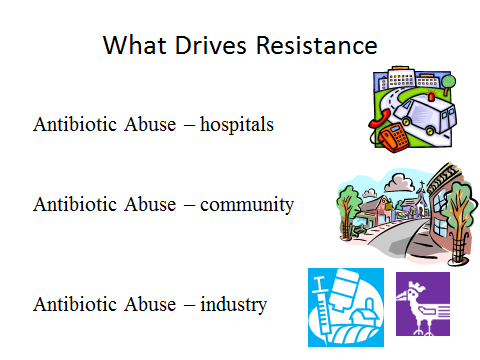 What Drives Resistance
Antibiotic Abuse – hospitals
Antibiotic Abuse – community
Antibiotic Abuse – industry